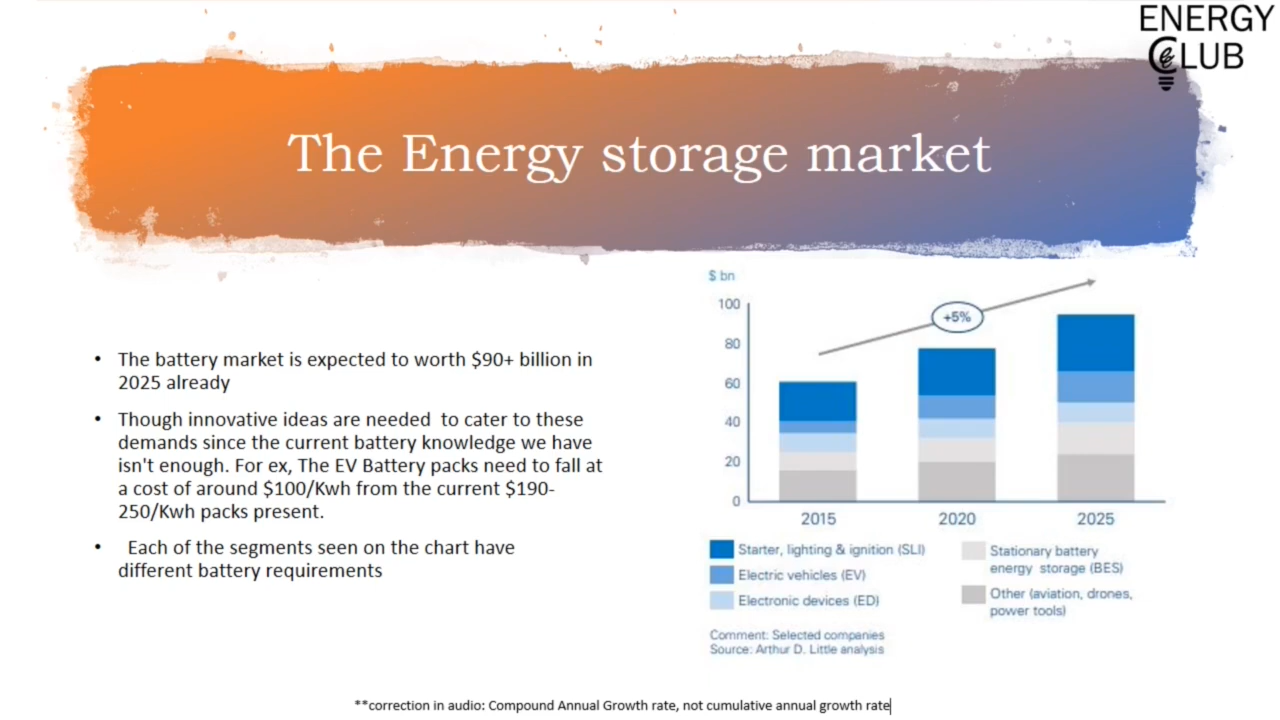 ENERGY
CLUB
The Energy storage market
• The battery market is expected to worth $90+ billion in
2025 already
• Though innovative ideas are needed to cater to these
demands since the current battery knowledge we have
isn't enough. For ex, The EV Battery packs need to fall at
a cost of around $100/Kwh from the current $190-
250/Kwh packs present.
• Each of the segments seen on the chart have
different battery requirements
$ bn
100
80
60
40
20
0
+5%
2015 2020 2025
Starter, lighting & ignition (SLI)
Electric vehicles (EV)
Electronic devices (ED)
Stationary battery
energy storage (BES)
Other (aviation, drones,
power tools)
Comment: Selected companies
Source: Arthur D. Little analysis
**correction in audio: Compound Annual Growth rate, not cumulative annual growth rate